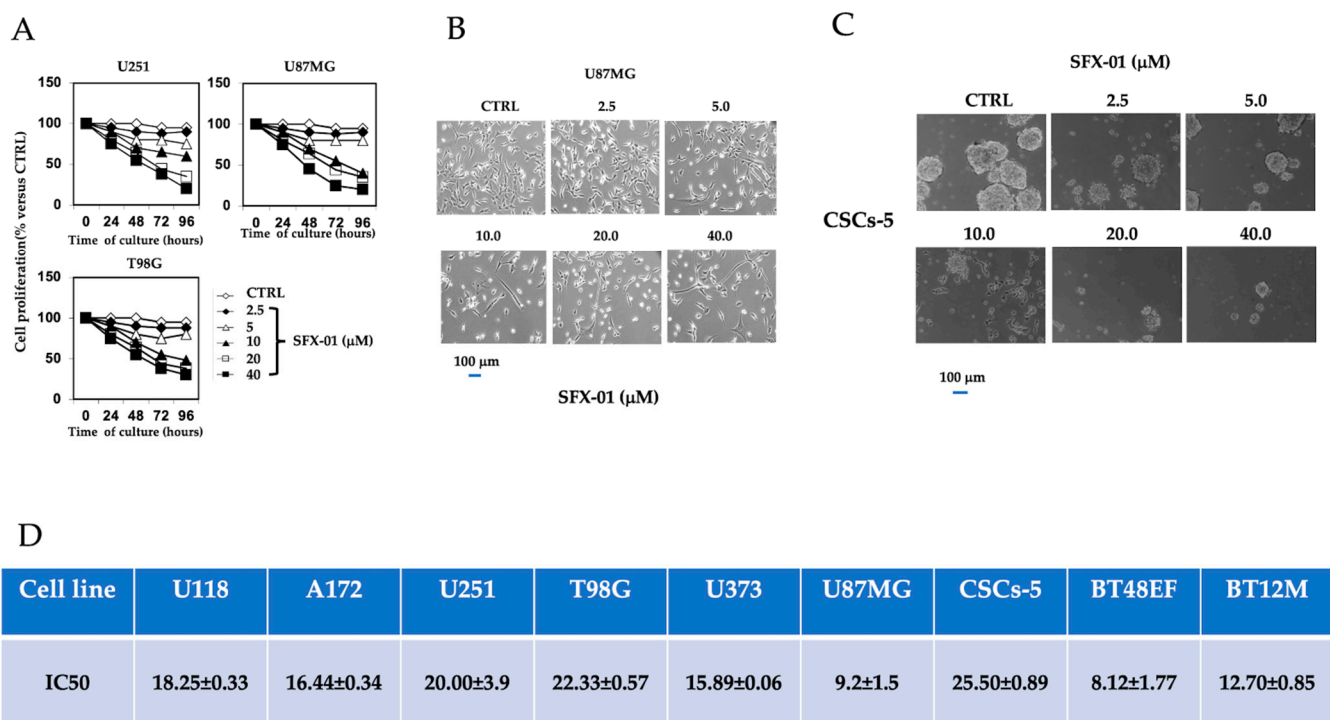 A
U251
U87MG
Cell proliferation(% versus CTRL)
150
100
50
0
0 24 48 72 96
Time of culture (hours)
150
100
50
0
0 24 48 72 96
Time of culture (hours)
T98G
150
100
50
0
0 24 48 72 96
Time of culture (hours)
CTRL
2.5
5
10
20
40
SFX-01 (μM)
B
U87MG
CTRL 2.5 5.0
10.0 20.0 40.0
100 μm
SFX-01 (μM)
C
SFX-01 (μM)
CTRL 2.5 5.0
CSCs-5
10.0 20.0 40.0
100 μm
D
Cell line U118 A172 U251 T98G U373 U87MG CSCs-5 BT48EF BT12M
IC50 18.25±0.33 16.44±0.34 20.00±3.9 22.33±0.57 15.89±0.06 9.2±1.5 25.50±0.89 8.12±1.77 12.70±0.85